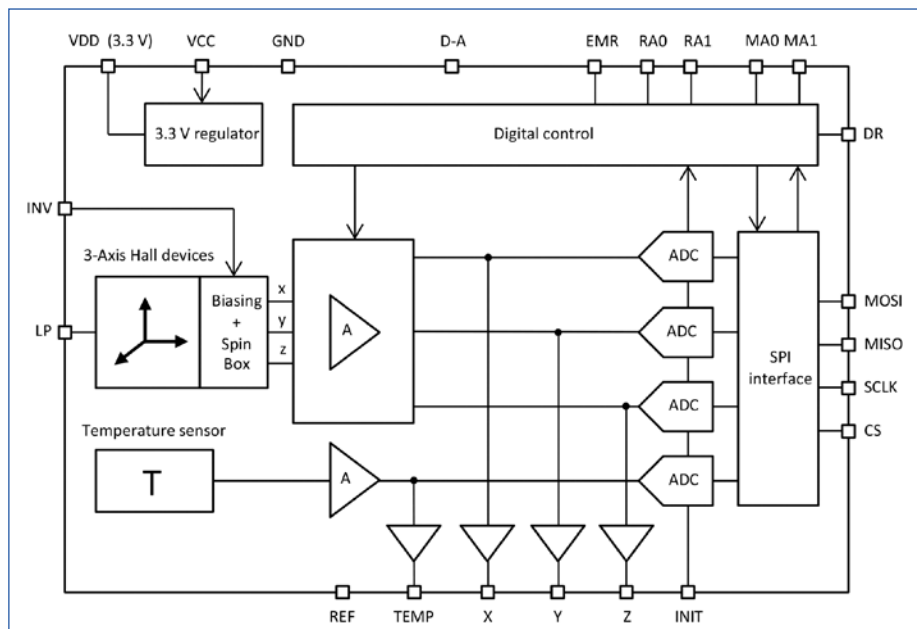 VDD (3.3 V) VCC GND D-A EMR RA0 RA1 MA0 MA1
3.3 V regulator
Digital control
DR
INV
3-Axis Hall devices
ADC
x
Biasing
+
Spin
Box
y
z
A
LP
ADC
MOSI
MISO
SPI
interface
SCLK
ADC
CS
Temperature sensor
T
A
ADC
REF TEMP X Y Z INIT